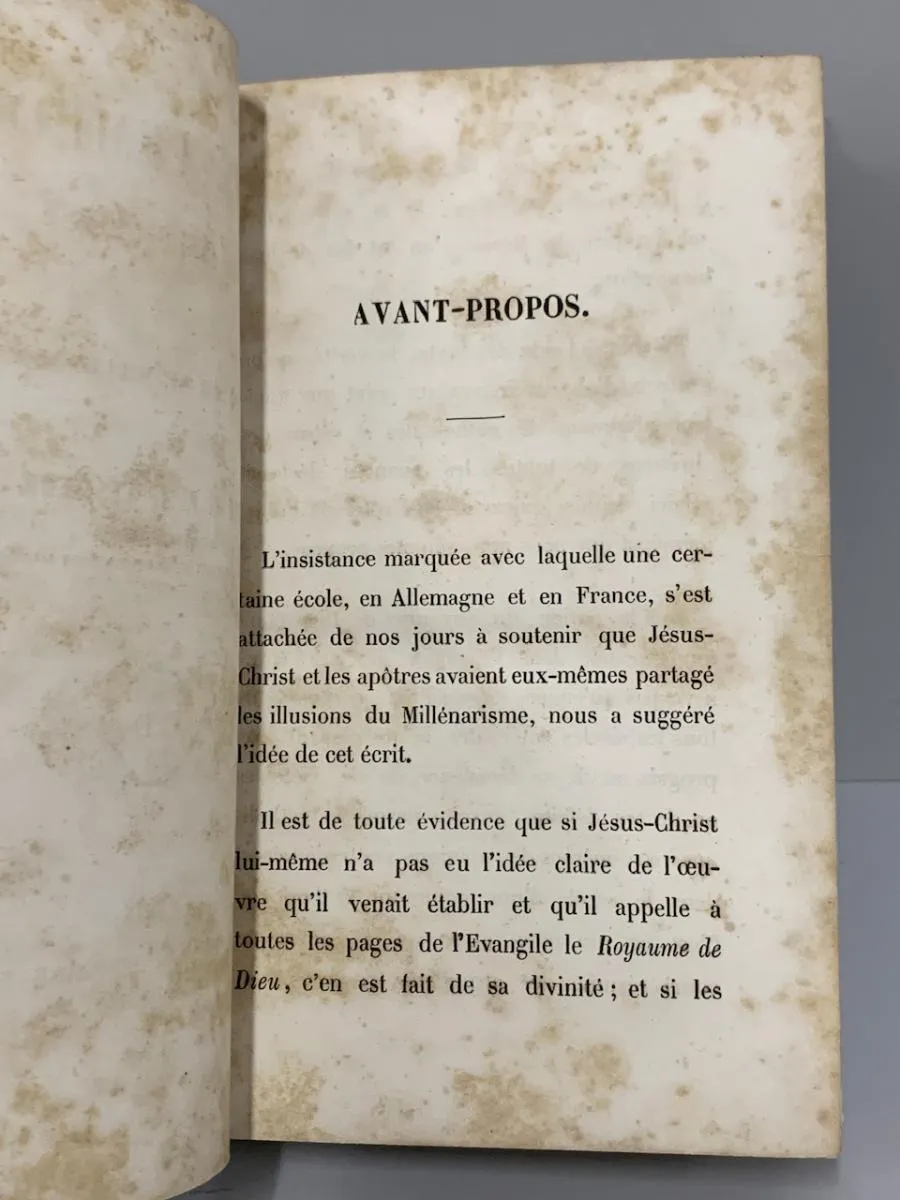 AVANT-PROPOS.
L'insistance marquée avec laquelle une cer-
taine école, en Allemagne et en France, s'est
attachée de nos jours à soutenir que Jésus-
Christ et les apôtres avaient eux-mêmes partagé
les illusions du Millénarisme, nous a suggéré
l'idée de cet écrit.
Il est de toute évidence que si Jésus-Christ
lui-même n'a pas eu l'idée claire de l'œu-
vre qu'il venait établir et qu'il appelle à
toutes les pages de l'Evangile le Royaume de
Dieu, c'en est fait de sa divinité ; et si les